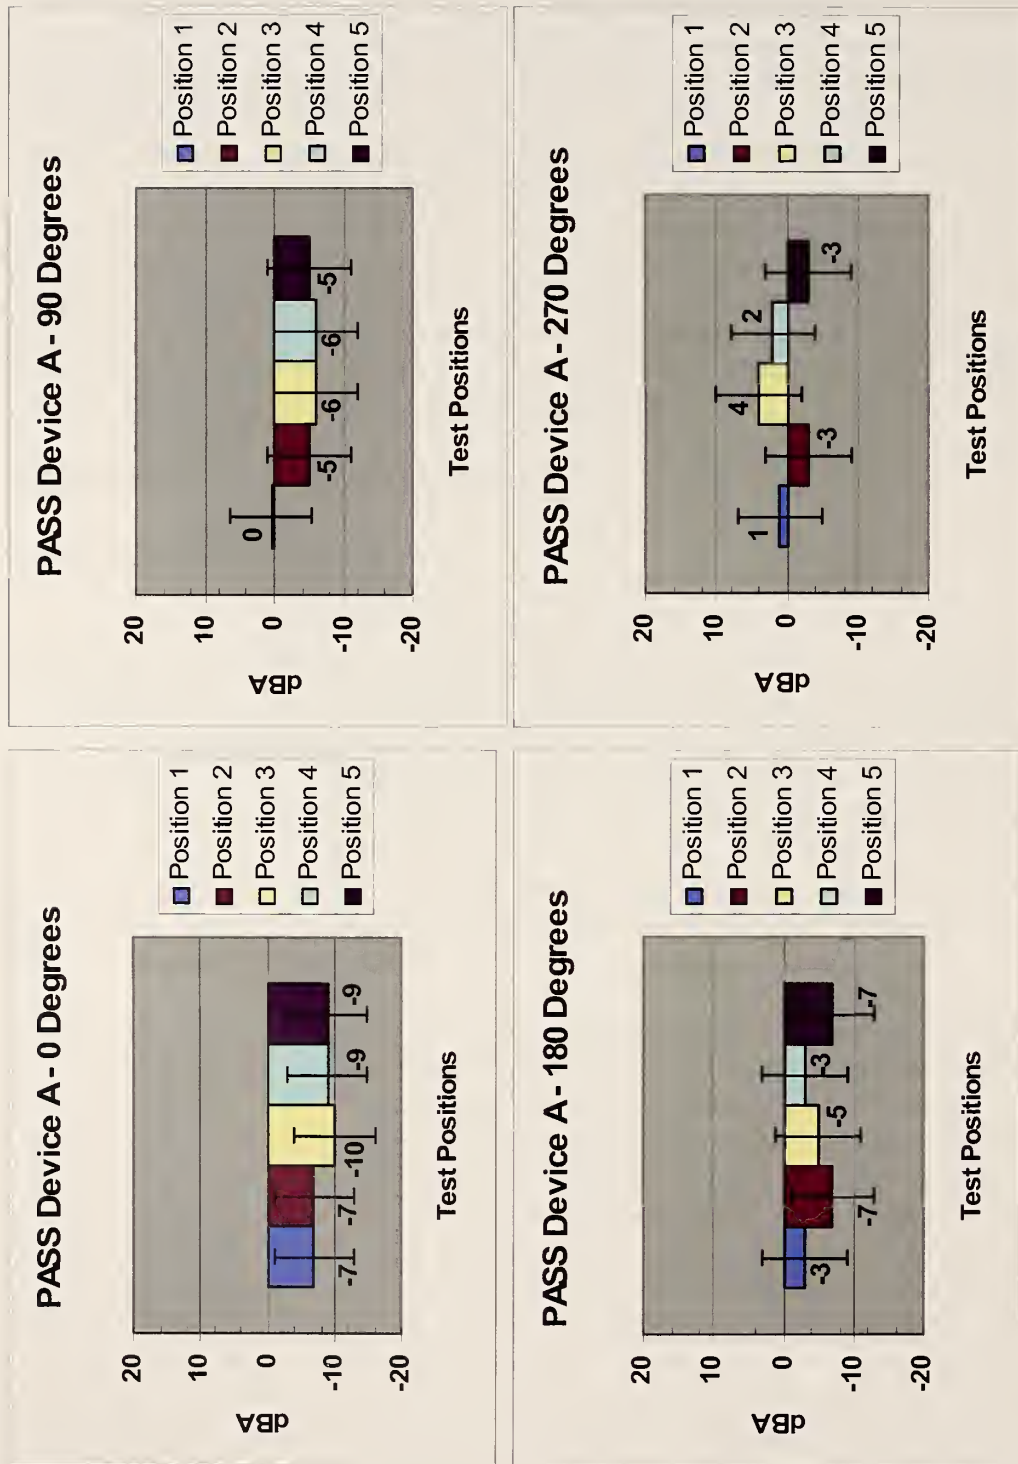 PASS Device A - 0 Degrees
20
10
0
-10
-20
dBA
-7
-7
-10
-9
-9
Test Positions
Position 1
Position 2
Position 3
Position 4
Position 5
PASS Device A - 90 Degrees
20
10
0
-10
-20
dBA
0
-5
-6
-6
-5
Test Positions
Position 1
Position 2
Position 3
Position 4
Position 5
PASS Device A - 180 Degrees
20
10
0
-10
-20
dBA
-3
-7
-5
-3
-7
Test Positions
Position 1
Position 2
Position 3
Position 4
Position 5
PASS Device A - 270 Degrees
20
10
0
-10
-20
dBA
1
-3
4
2
-3
Test Positions
Position 1
Position 2
Position 3
Position 4
Position 5